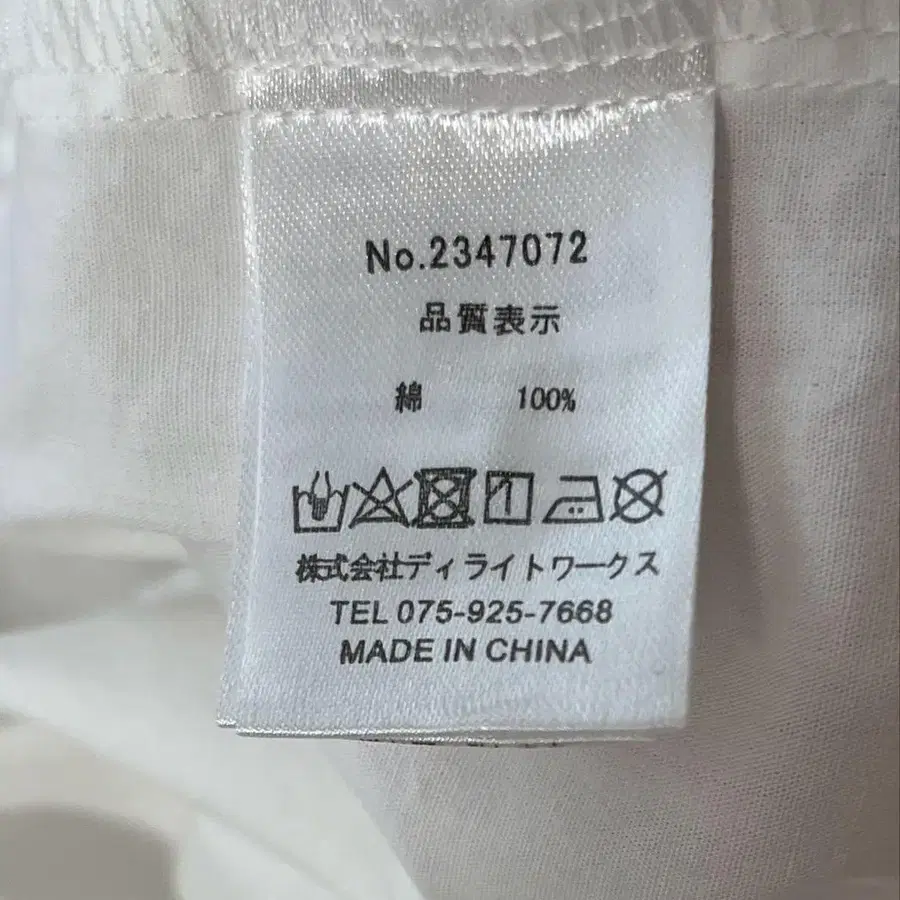 No.2347072
品質表示
綿 100%
株式会社ディライトワークス
TEL 075-925-7668
MADE IN CHINA